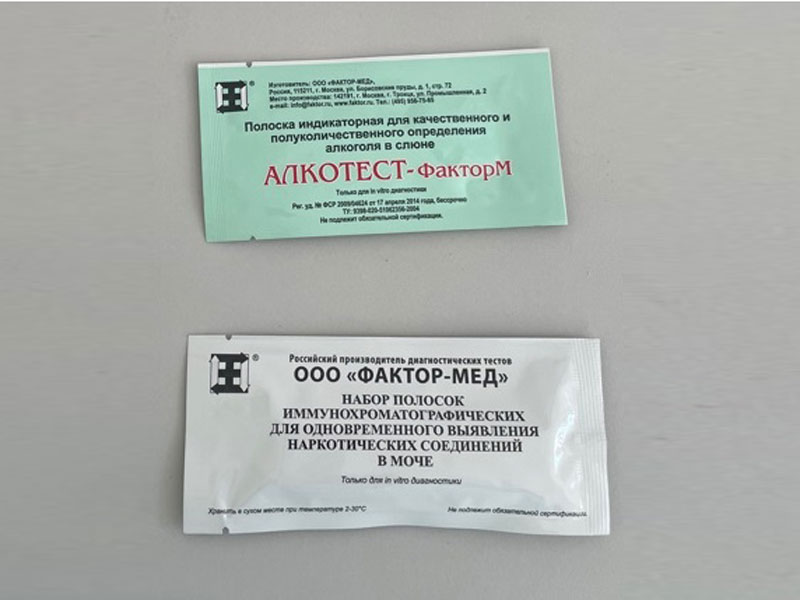 Изготовитель: ООО «ФАКТОР-МЕД»,
Россия, 115211, г. Москва, ул. Борисовские пруды, д. 1, стр. 72
Место производства: 142191, г. Москва, г. Троицк, ул. Промышленная, д. 2
e-mail: info@faktor.ru, www.faktor.ru. Тел.: (495) 956-75-95
Полоска индикаторная для качественного и
полуколичественного определения
алкоголя в слюне
АЛКОТЕСТ-ФакторМ
Только для in vitro диагностики
Рег. уд. № ФСР 2009/04624 от 17 апреля 2014 года, бессрочно
ТУ: 9398-020-51062356-2004
Не подлежит обязательной сертификации.
Российский производитель диагностических тестов
ООО «ФАКТОР-МЕД»
НАБОР ПОЛОСОК
ИММУНОХРОМАТОГРАФИЧЕСКИХ
ДЛЯ ОДНОВРЕМЕННОГО ВЫЯВЛЕНИЯ
НАРКОТИЧЕСКИХ СОЕДИНЕНИЙ
В МОЧЕ
Только для in vitro диагностики
Хранить в сухом месте при температуре 2-30°С
Не подлежит обязательной сертификации